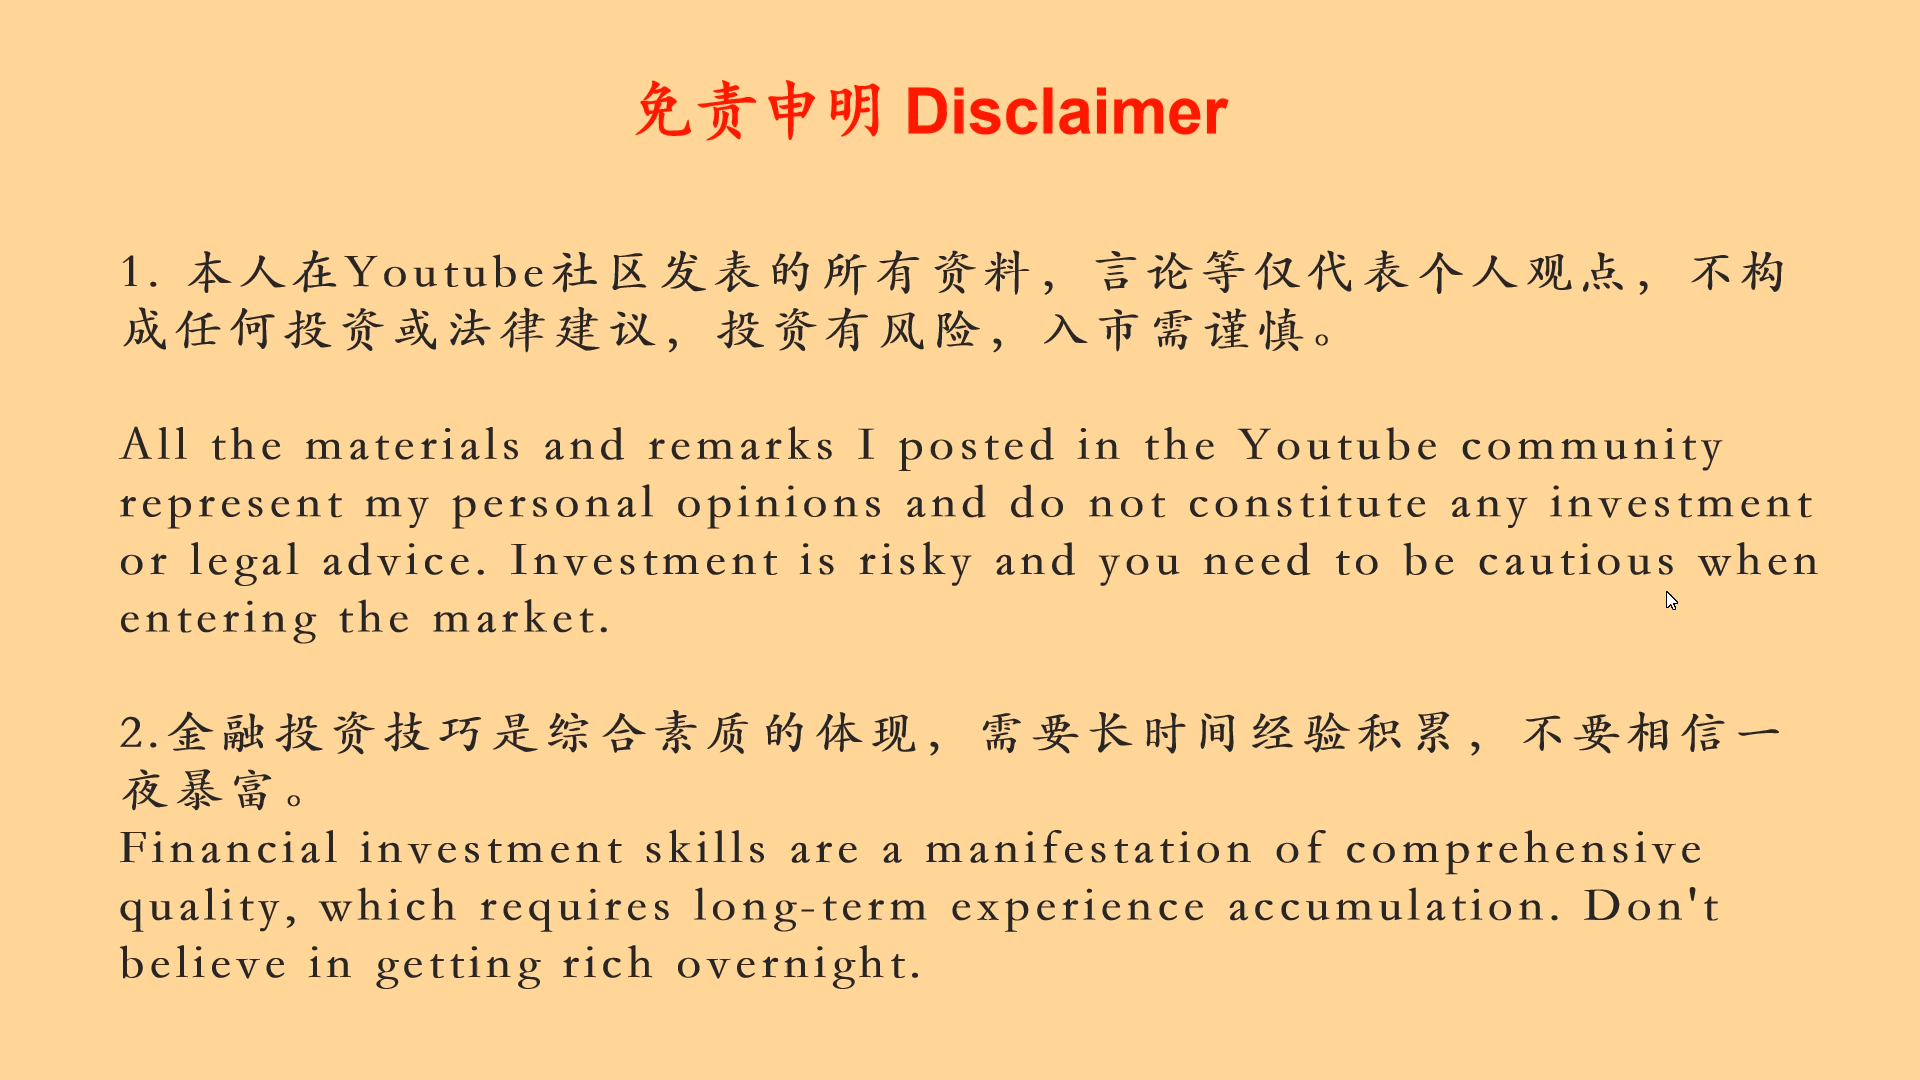 免责申明 Disclaimer
1. 本人在Youtube社区发表的所有资料，言论等仅代表个人观点，不构
成任何投资或法律建议，投资有风险，入市需谨慎。
All the materials and remarks I posted in the Youtube community
represent my personal opinions and do not constitute any investment
or legal advice. Investment is risky and you need to be cautious when
entering the market.
2.金融投资技巧是综合素质的体现，需要长时间经验积累，不要相信一
夜暴富。
Financial investment skills are a manifestation of comprehensive
quality, which requires long-term experience accumulation. Don't
believe in getting rich overnight.